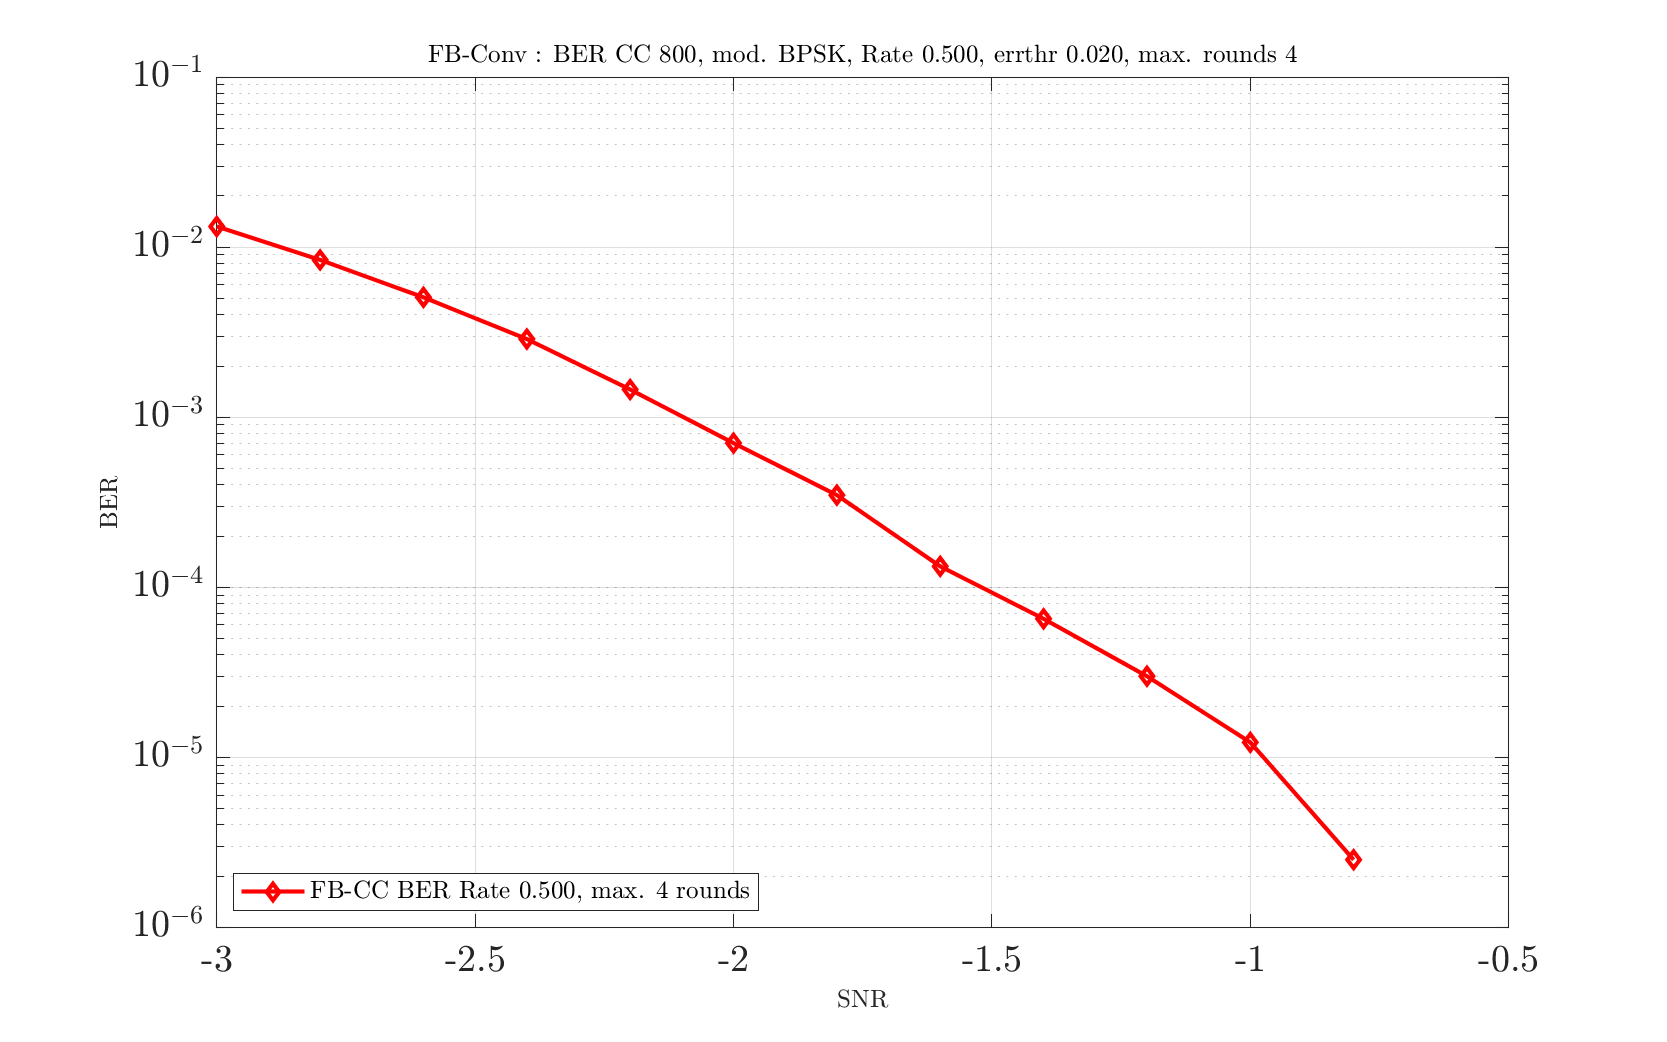 FB-Conv : BER CC 800, mod. BPSK, Rate 0.500, errthr 0.020, max. rounds 4
10^{-1}
10^{-2}
10^{-3}
10^{-4}
10^{-5}
10^{-6}
BER
FB-CC BER Rate 0.500, max. 4 rounds
-3 -2.5 -2 -1.5 -1 -0.5
SNR